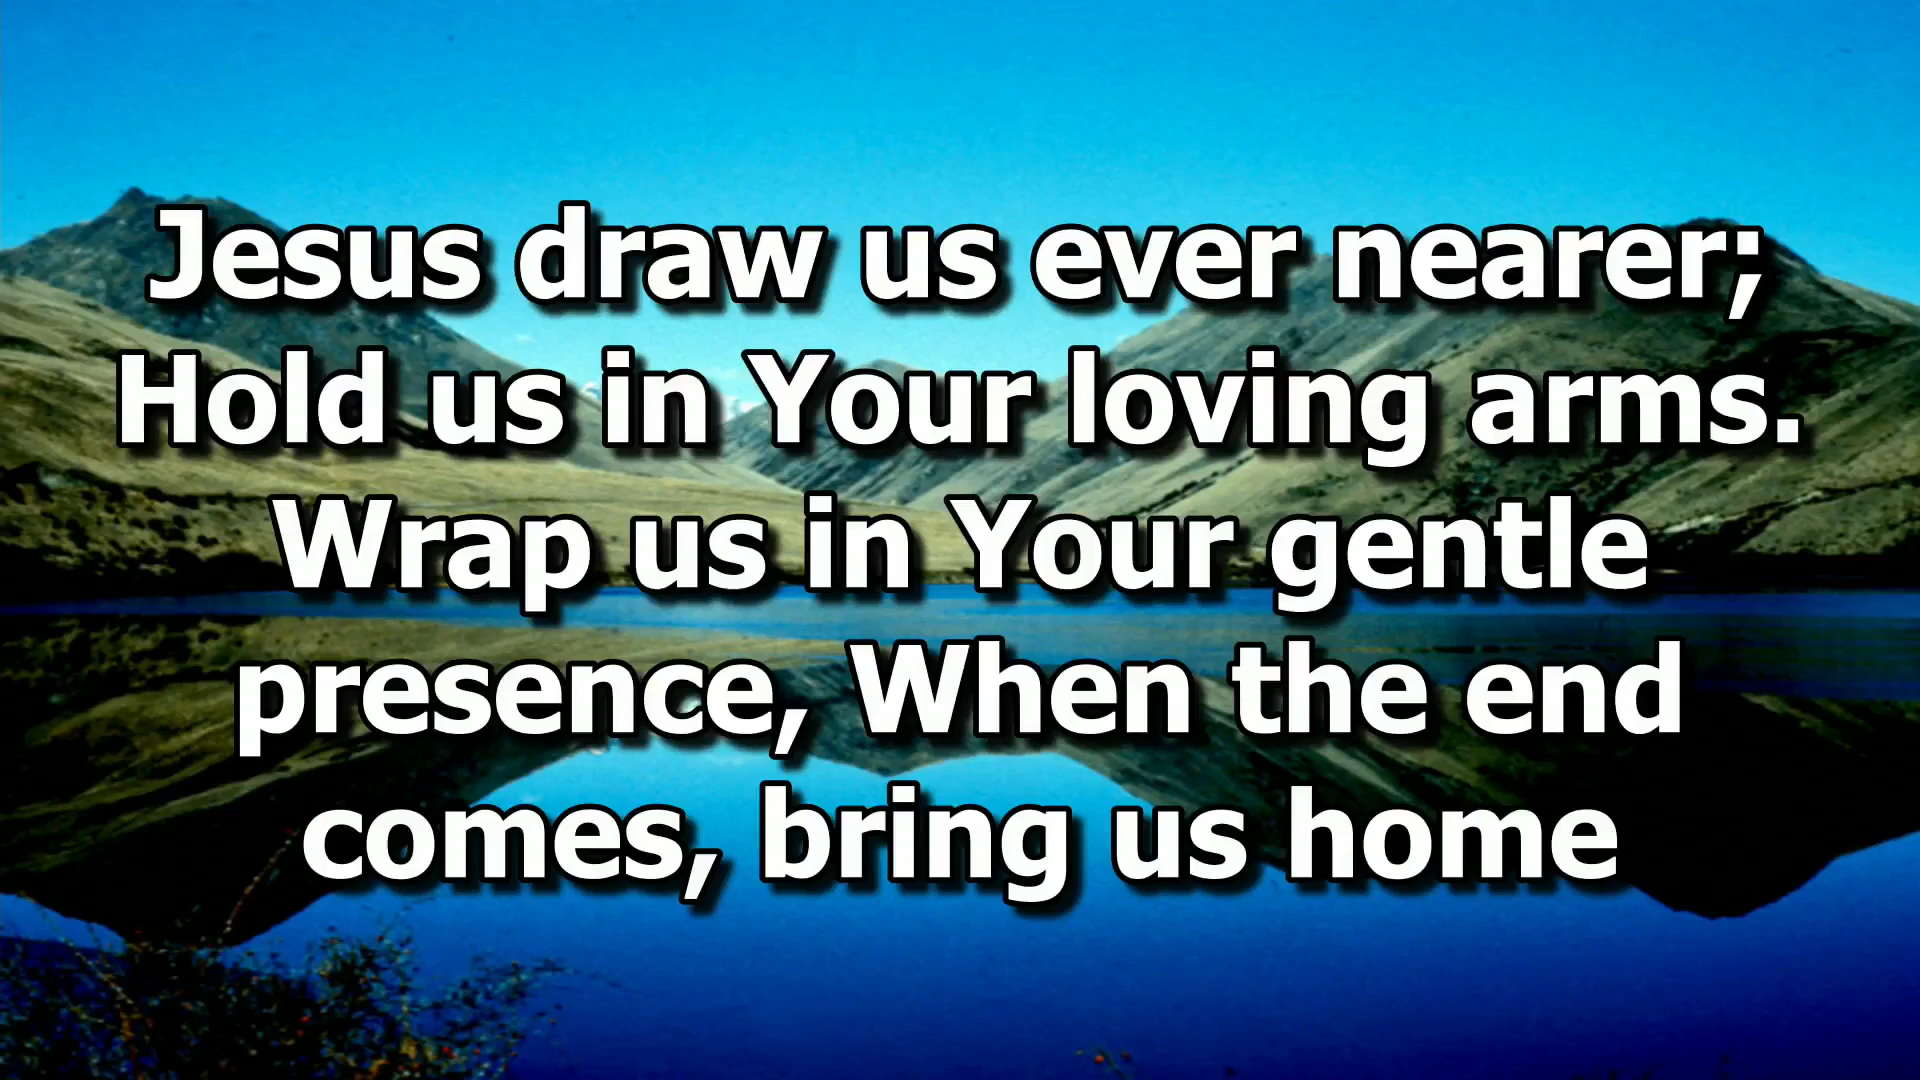 Jesus draw us ever nearer;
Hold us in Your loving arms.
Wrap us in Your gentle
presence, When the end
comes, bring us home